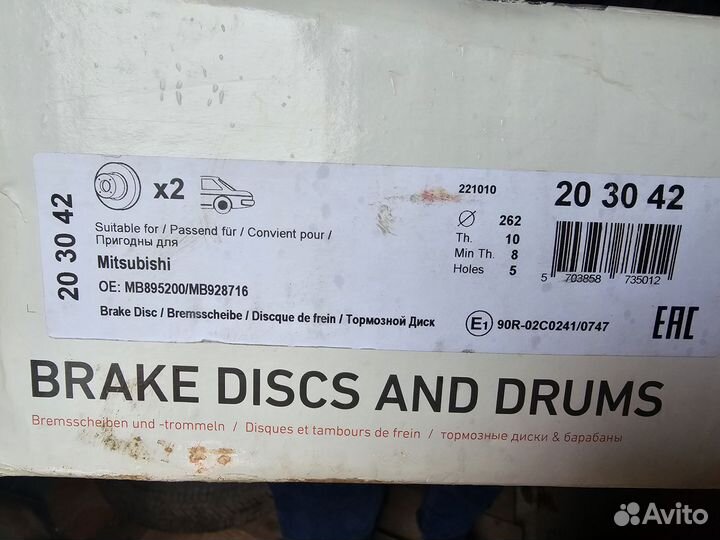 20 30 42
x2
Suitable for / Passend für / Convient pour /
Пригодны для
Mitsubishi
OE: MB895200/MB928716
Brake Disc / Bremsscheibe / Discque de frein / Тормозной Диск
221010
20 30 42
⌀ 262
Th. 10
Min Th. 8
Holes 5
5 703858 735012
E1 90R-02C0241/0747
EAC
BRAKE DISCS AND DRUMS
Bremsscheiben und -trommeln / Disques et tambours de frein / тормозные диски & барабаны
Avito